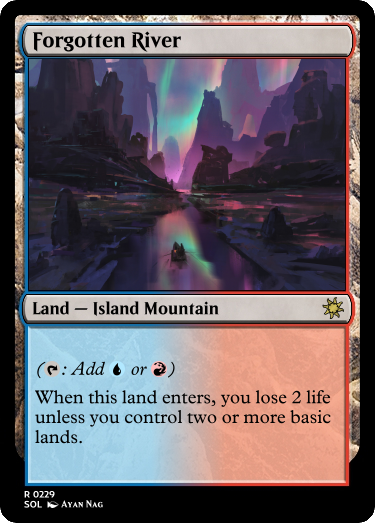 Forgotten River
Land — Island Mountain
(: Add or )
When this land enters, you lose 2 life
unless you control two or more basic
lands.
R 0229
SOL Ayan Nag